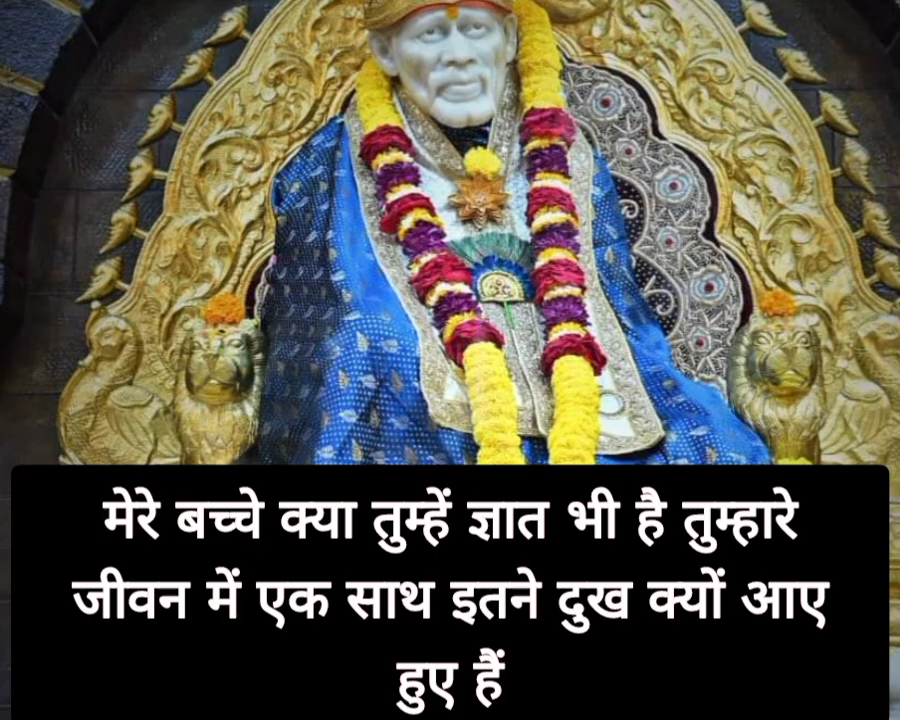 मेरे बच्चे क्या तुम्हें ज्ञात भी है तुम्हारे
जीवन में एक साथ इतने दुख क्यों आए
हुए हैं